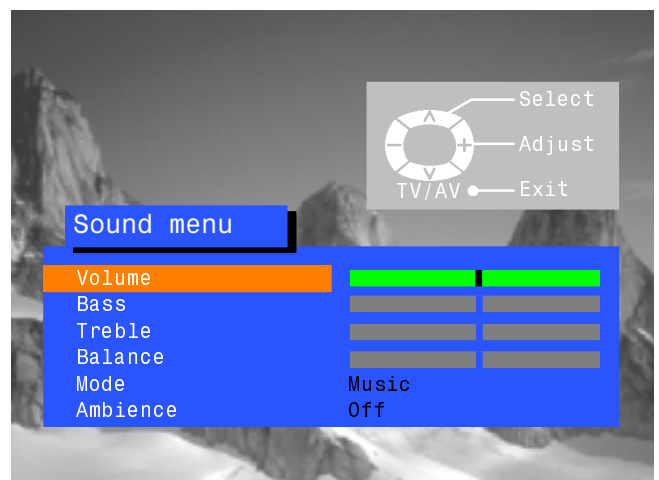 Select
Adjust
TV/AV Exit
Sound menu
Volume
Bass
Treble
Balance
Mode Music
Ambience Off